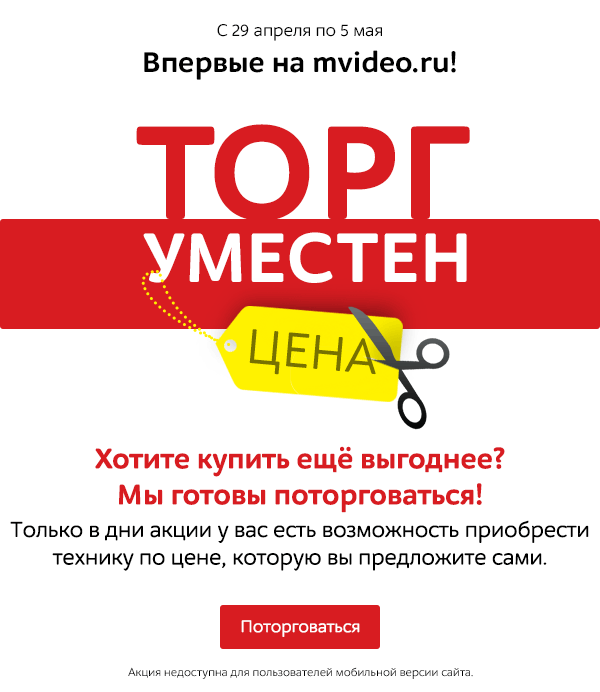 С 29 апреля по 5 мая
Впервые на mvideo.ru!
ТОРГ
УМЕСТЕН
ЦЕНА
Хотите купить ещё выгоднее?
Мы готовы поторговаться!
Только в дни акции у вас есть возможность приобрести
технику по цене, которую вы предложите сами.
Поторговаться
Акция недоступна для пользователей мобильной версии сайта.